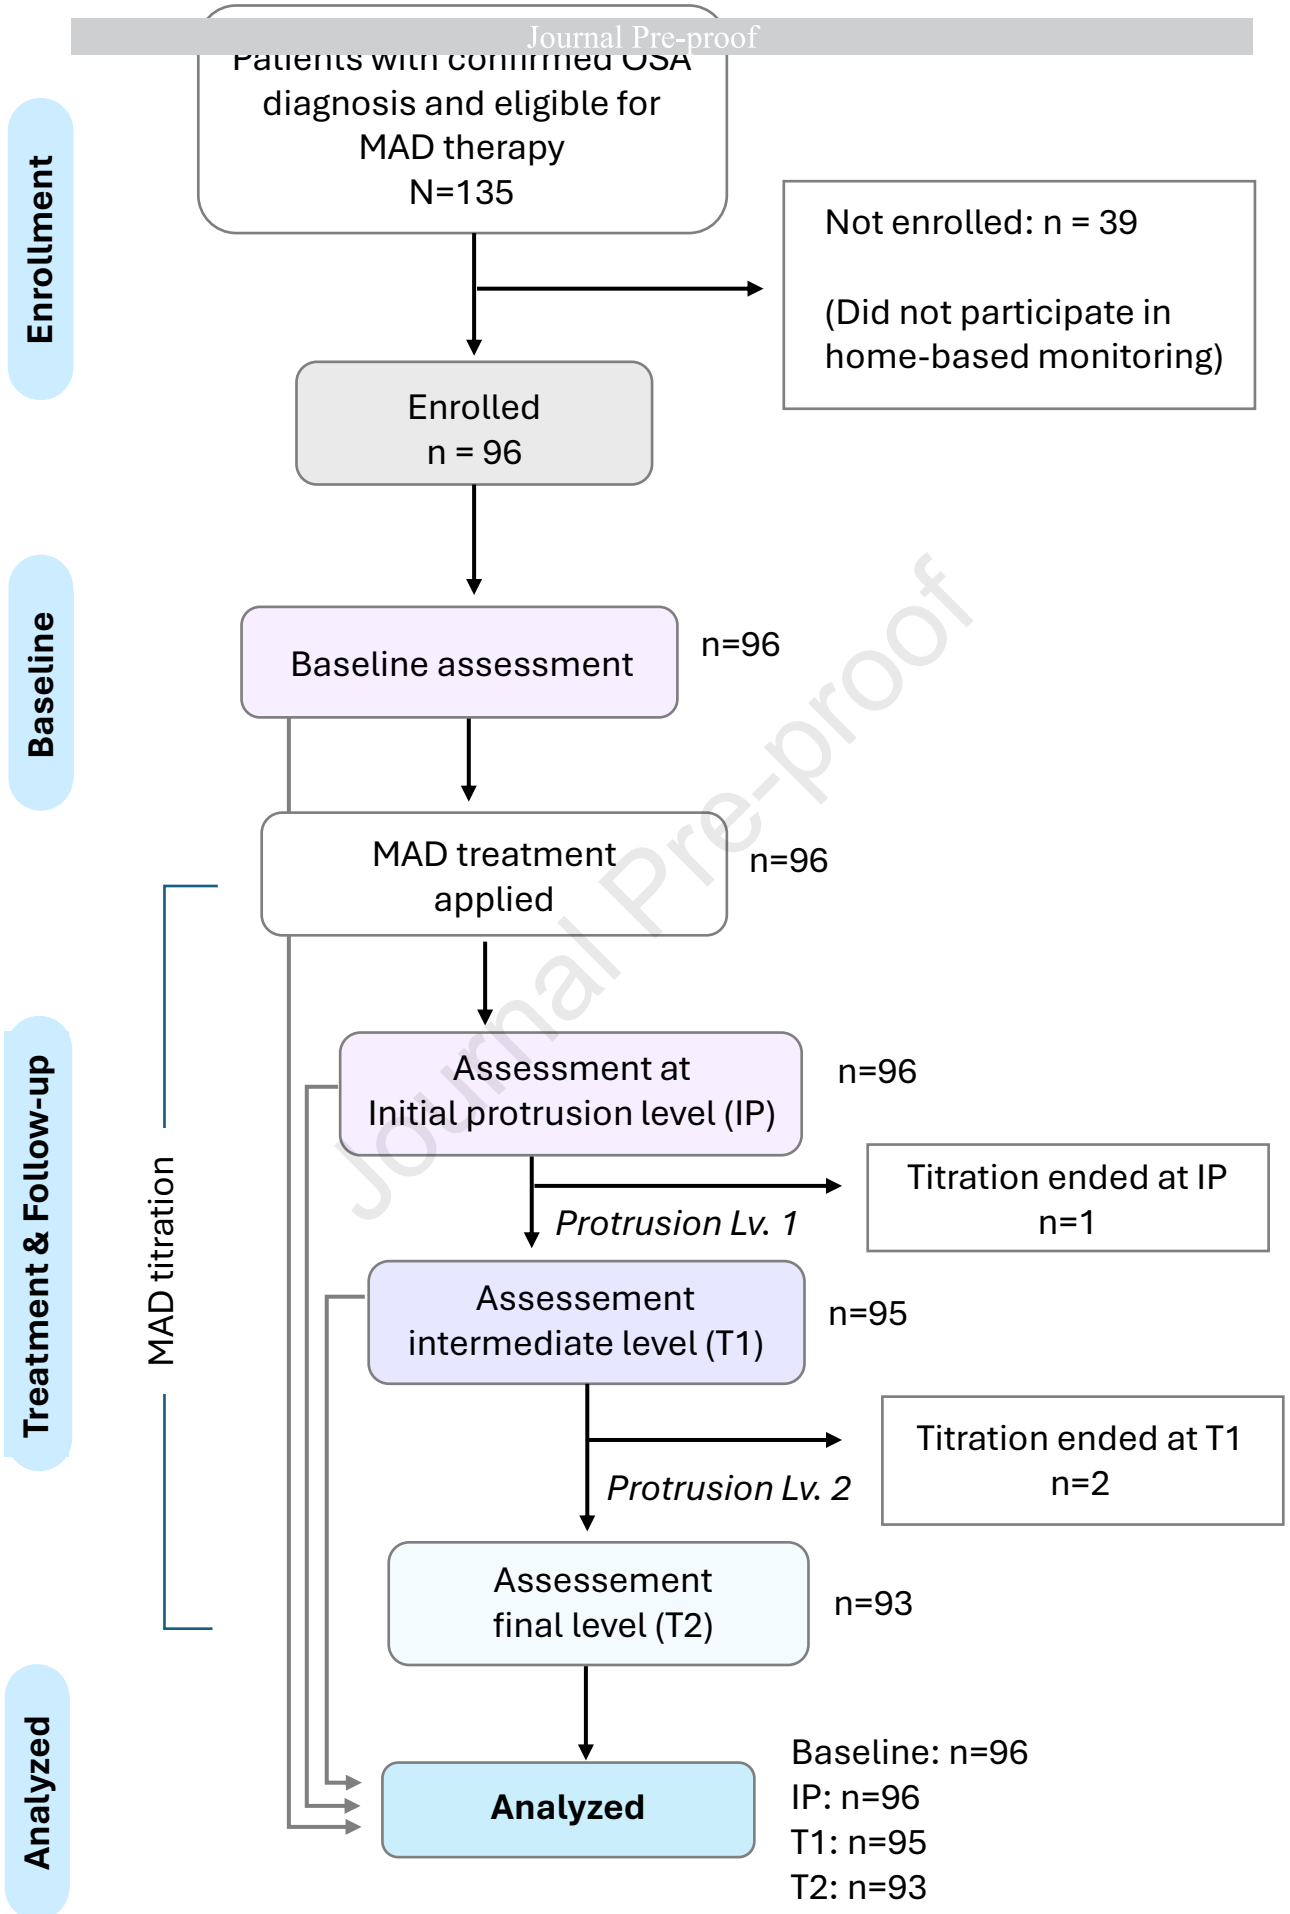 Journal Pre-proof
Patients with confirmed OSA
diagnosis and eligible for
MAD therapy
N=135
Enrollment
Not enrolled: n = 39
(Did not participate in
home-based monitoring)
Enrolled
n = 96
Baseline
Baseline assessment
n=96
MAD treatment
applied
n=96
Treatment & Follow-up
MAD titration
Assessment at
Initial protrusion level (IP)
n=96
Titration ended at IP
n=1
Protrusion Lv. 1
Assessement
intermediate level (T1)
n=95
Titration ended at T1
n=2
Protrusion Lv. 2
Assessement
final level (T2)
n=93
Analyzed
Analyzed
Baseline: n=96
IP: n=96
T1: n=95
T2: n=93
Journal Pre-proof